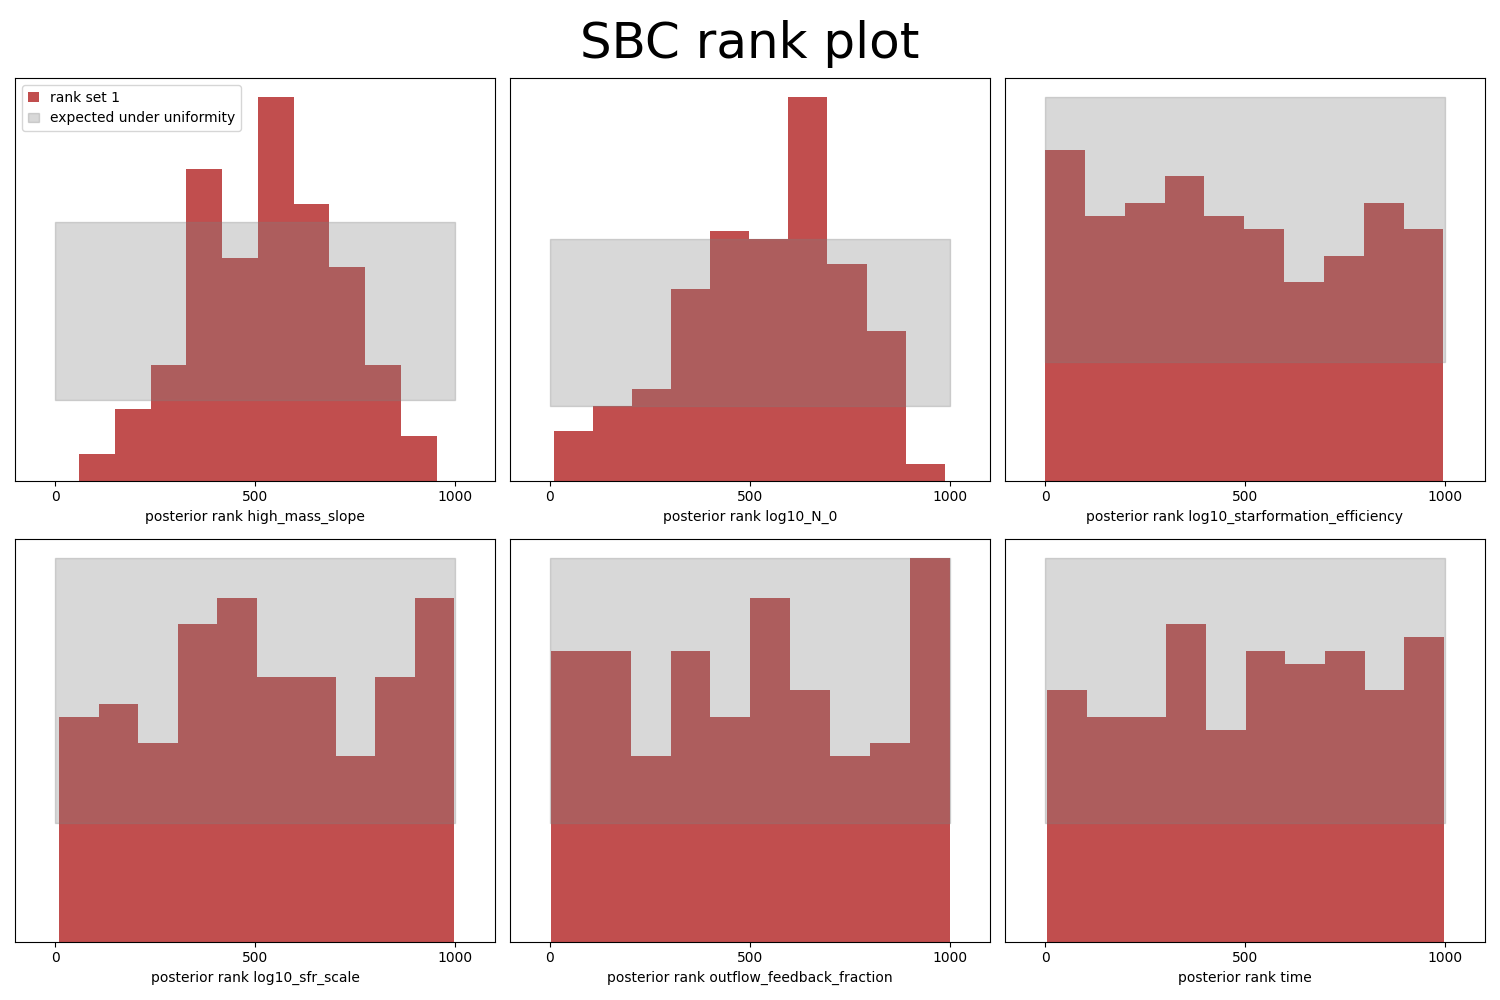 SBC rank plot
rank set 1
expected under uniformity
0 500 1000
posterior rank high_mass_slope
0 500 1000
posterior rank log10_N_0
0 500 1000
posterior rank log10_starformation_efficiency
0 500 1000
posterior rank log10_sfr_scale
0 500 1000
posterior rank outflow_feedback_fraction
0 500 1000
posterior rank time